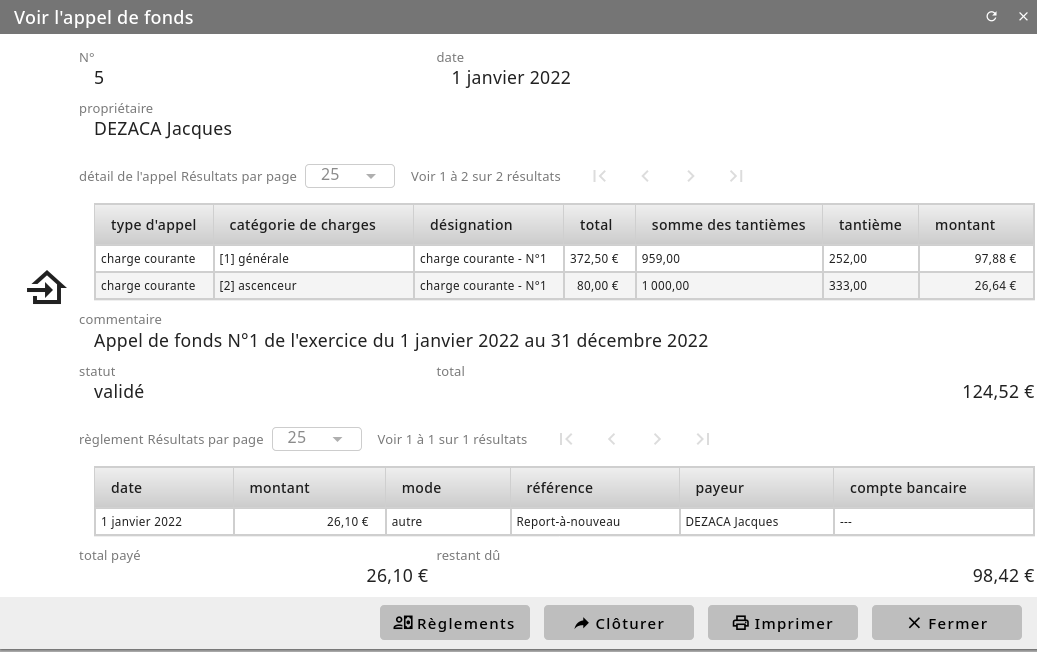 Voir l'appel de fonds
N° date
5 1 janvier 2022
propriétaire
DEZACA Jacques
détail de l'appel Résultats par page 25 Voir 1 à 2 sur 2 résultats
type d'appel catégorie de charges désignation total somme des tantièmes tantième montant
charge courante [1] générale charge courante - N°1 372,50 € 959,00 252,00 97,88 €
charge courante [2] ascenceur charge courante - N°1 80,00 € 1 000,00 333,00 26,64 €
commentaire
Appel de fonds N°1 de l'exercice du 1 janvier 2022 au 31 décembre 2022
statut total
validé 124,52 €
règlement Résultats par page 25 Voir 1 à 1 sur 1 résultats
date montant mode référence payeur compte bancaire
1 janvier 2022 26,10 € autre Report-à-nouveau DEZACA Jacques ---
total payé restant dû
26,10 € 98,42 €
Règlements Clôturer Imprimer Fermer